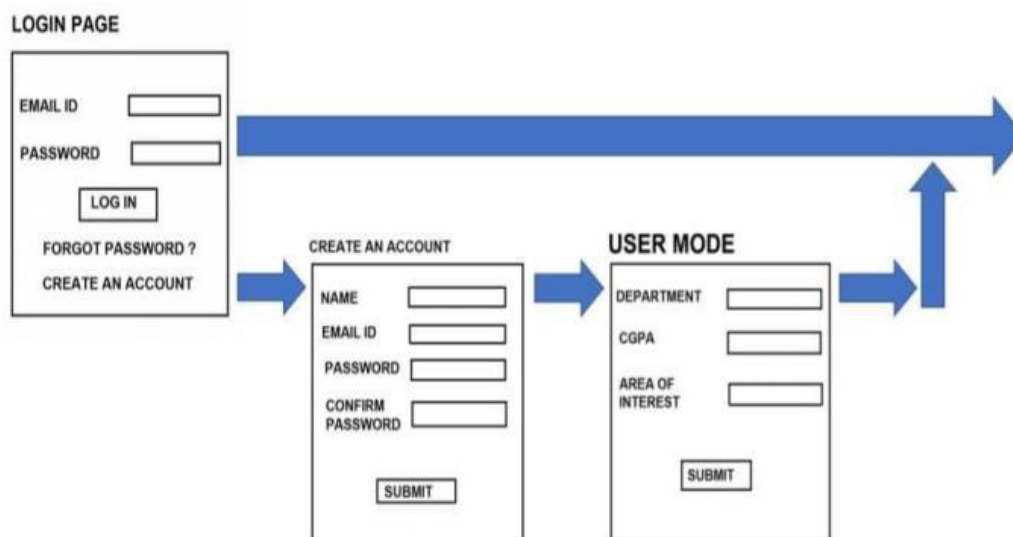 LOGIN PAGE
EMAIL ID
PASSWORD
LOG IN
FORGOT PASSWORD ?
CREATE AN ACCOUNT
CREATE AN ACCOUNT
NAME
EMAIL ID
PASSWORD
CONFIRM
PASSWORD
SUBMIT
USER MODE
DEPARTMENT
CGPA
AREA OF
INTEREST
SUBMIT